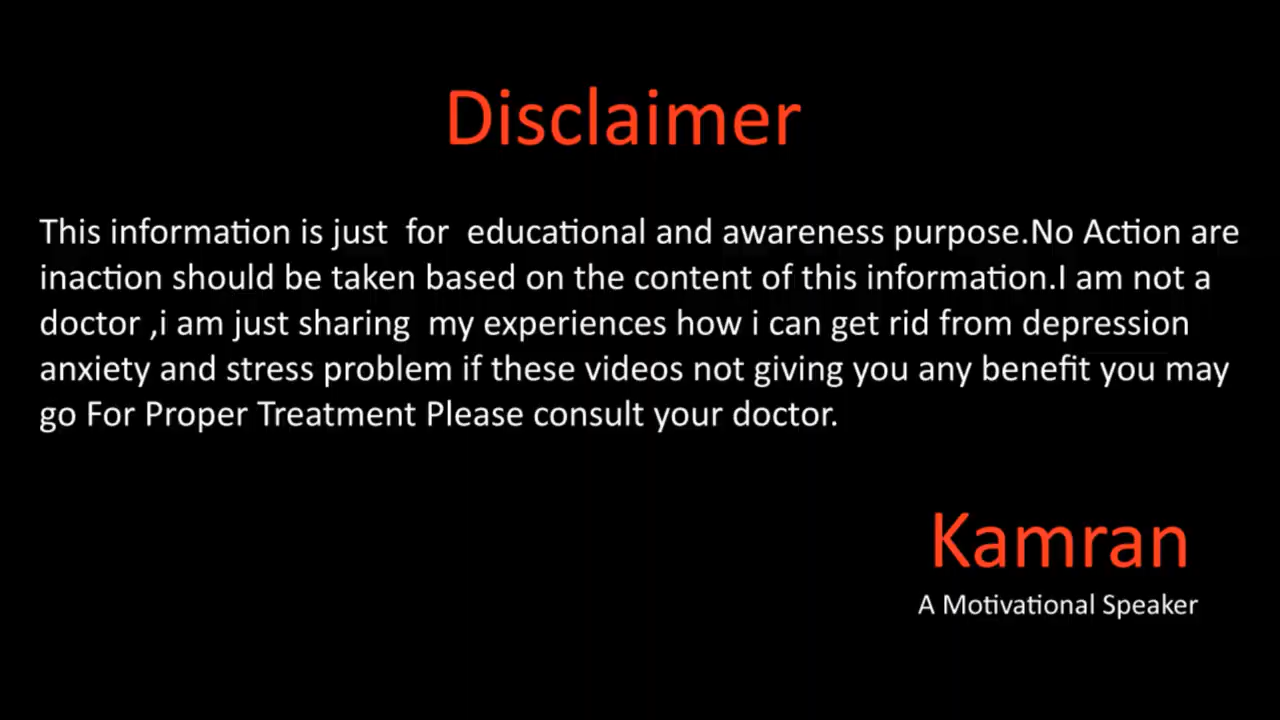 Disclaimer
This information is just  for  educational and awareness purpose.No Action are
inaction should be taken based on the content of this information.I am not a
doctor ,i am just sharing  my experiences how i can get rid from depression
anxiety and stress problem if these videos not giving you any benefit you may
go For Proper Treatment Please consult your doctor.
Kamran
A Motivational Speaker